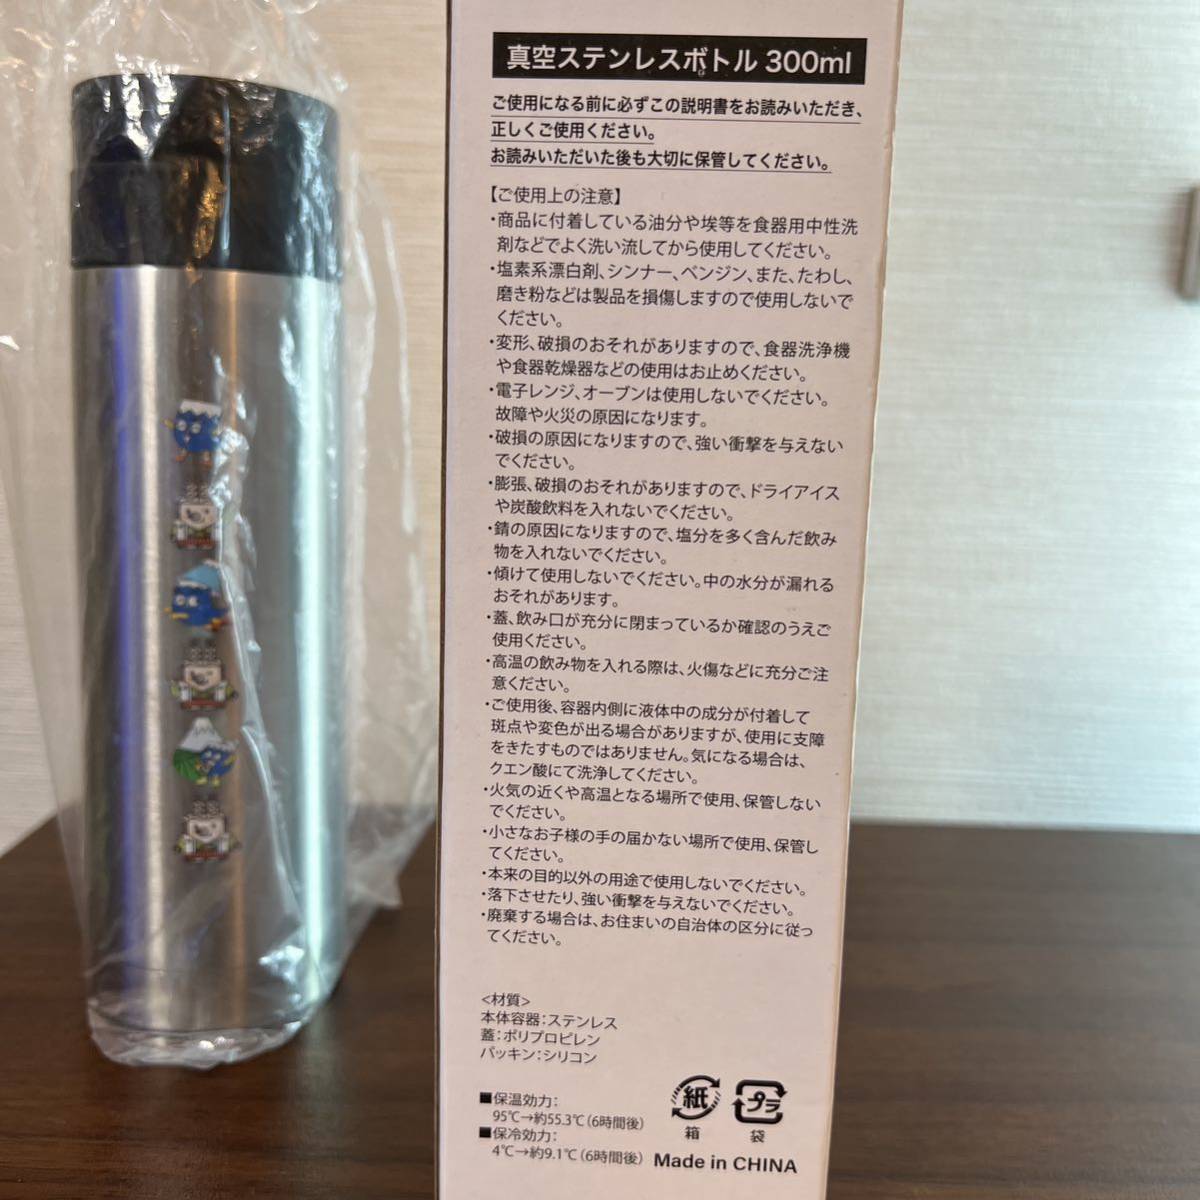 真空ステンレスボトル 300ml
ご使用になる前に必ずこの説明書をお読みいただき、
正しくご使用ください。
お読みいただいた後も大切に保管してください。
【ご使用上の注意】
・商品に付着している油分や埃等を食器用中性洗
剤などでよく洗い流してから使用してください。
・塩素系漂白剤、シンナー、ベンジン、また、たわし、
磨き粉などは製品を損傷しますので使用しないで
ください。
・変形、破損のおそれがありますので、食器洗浄機
や食器乾燥器などの使用はお止めください。
・電子レンジ、オーブンは使用しないでください。
故障や火災の原因になります。
・破損の原因になりますので、強い衝撃を与えない
でください。
・膨張、破損のおそれがありますので、ドライアイス
や炭酸飲料を入れないでください。
・錆の原因になりますので、塩分を多く含んだ飲み
物を入れないでください。
・傾けて使用しないでください。中の水分が漏れる
おそれがあります。
・蓋、飲み口が充分に閉まっているか確認のうえご
使用ください。
・高温の飲み物を入れる際は、火傷などに充分ご注
意ください。
・ご使用後、容器内側に液体中の成分が付着して
斑点や変色が出る場合がありますが、使用に支障
をきたすものではありません。気になる場合は、
クエン酸にて洗浄してください。
・火気の近くや高温となる場所で使用、保管しない
でください。
・小さなお子様の手の届かない場所で使用、保管し
てください。
・本来の目的以外の用途で使用しないでください。
・落下させたり、強い衝撃を与えないでください。
・廃棄する場合は、お住まいの自治体の区分に従っ
てください。
<材質>
本体容器：ステンレス
蓋：ポリプロピレン
パッキン：シリコン
■保温効力：
95℃→約55.3℃（6時間後）
■保冷効力：
4℃→約9.1℃（6時間後）
紙 プラ
箱 袋
Made in CHINA